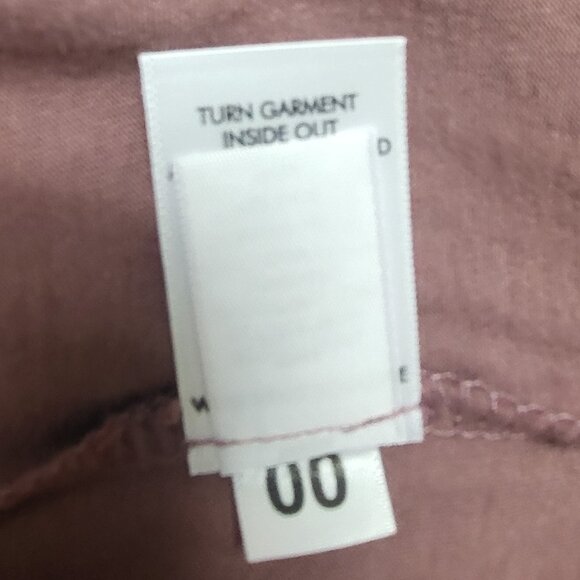 TURN GARMENT
INSIDE OUT
D
E
00